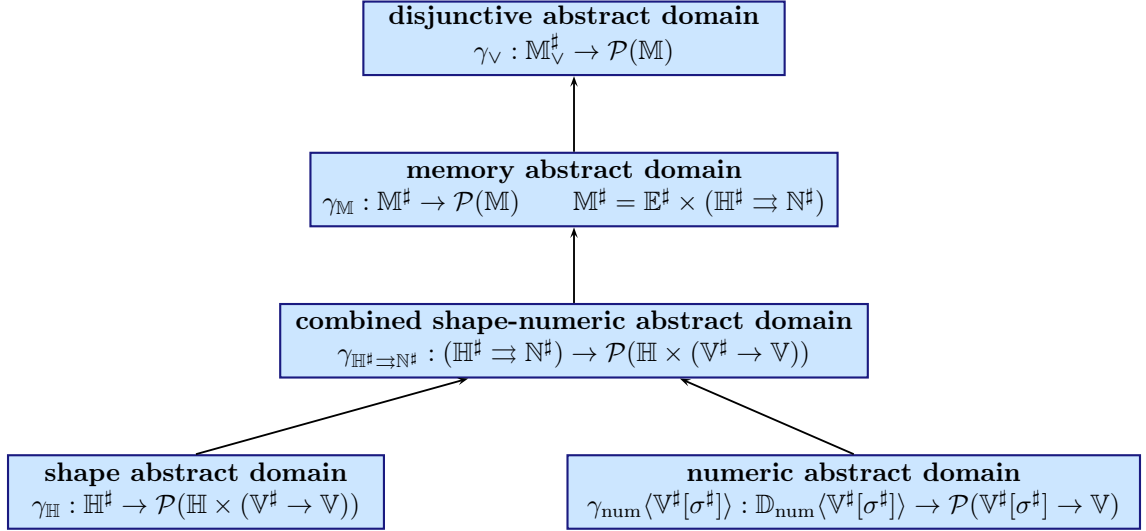 disjunctive abstract domain
γ∨ : 𝕄♯∨ → 𝒫(𝕄)
memory abstract domain
γ𝕄 : 𝕄♯ → 𝒫(𝕄) 𝕄♯ = 𝔼♯ × (ℍ♯ ⇉ ℕ♯)
combined shape-numeric abstract domain
γℍ♯⇉ℕ♯ : (ℍ♯ ⇉ ℕ♯) → 𝒫(ℍ × (𝕍♯ → 𝕍))
shape abstract domain
γℍ : ℍ♯ → 𝒫(ℍ × (𝕍♯ → 𝕍))
numeric abstract domain
γnum⟨𝕍♯[σ♯]⟩ : 𝔻num⟨𝕍♯[σ♯]⟩ → 𝒫(𝕍♯[σ♯] → 𝕍)